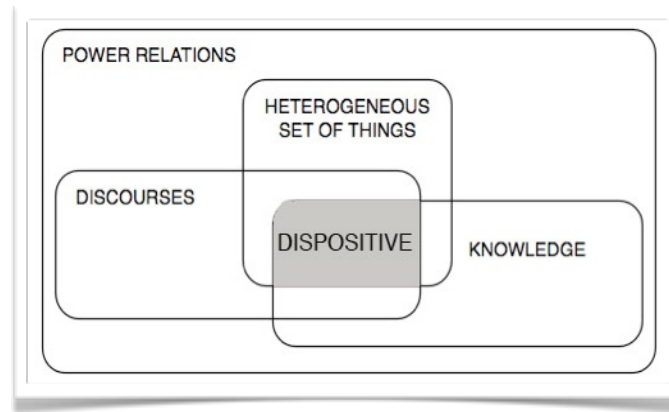 POWER RELATIONS
HETEROGENEOUS
SET OF THINGS
DISCOURSES
DISPOSITIVE
KNOWLEDGE